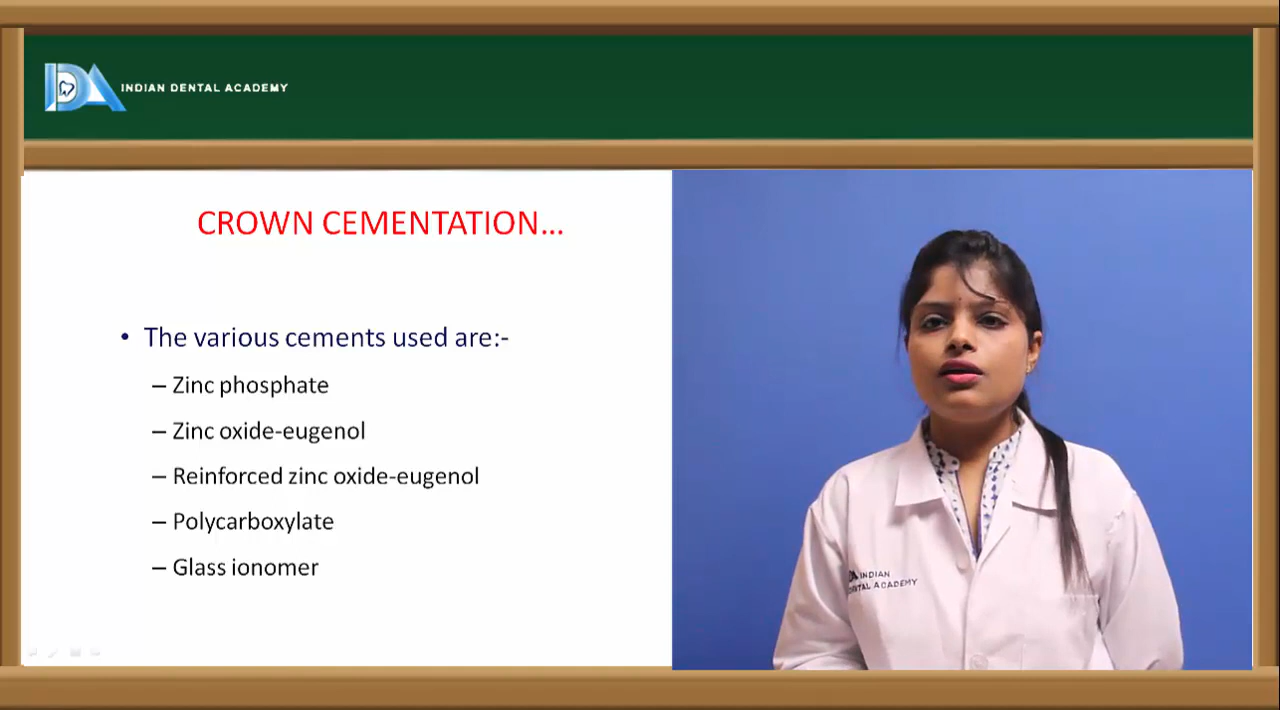 IDA INDIAN DENTAL ACADEMY
CROWN CEMENTATION...
• The various cements used are:-
– Zinc phosphate
– Zinc oxide-eugenol
– Reinforced zinc oxide-eugenol
– Polycarboxylate
– Glass ionomer
INDIAN
DENTAL ACADEMY